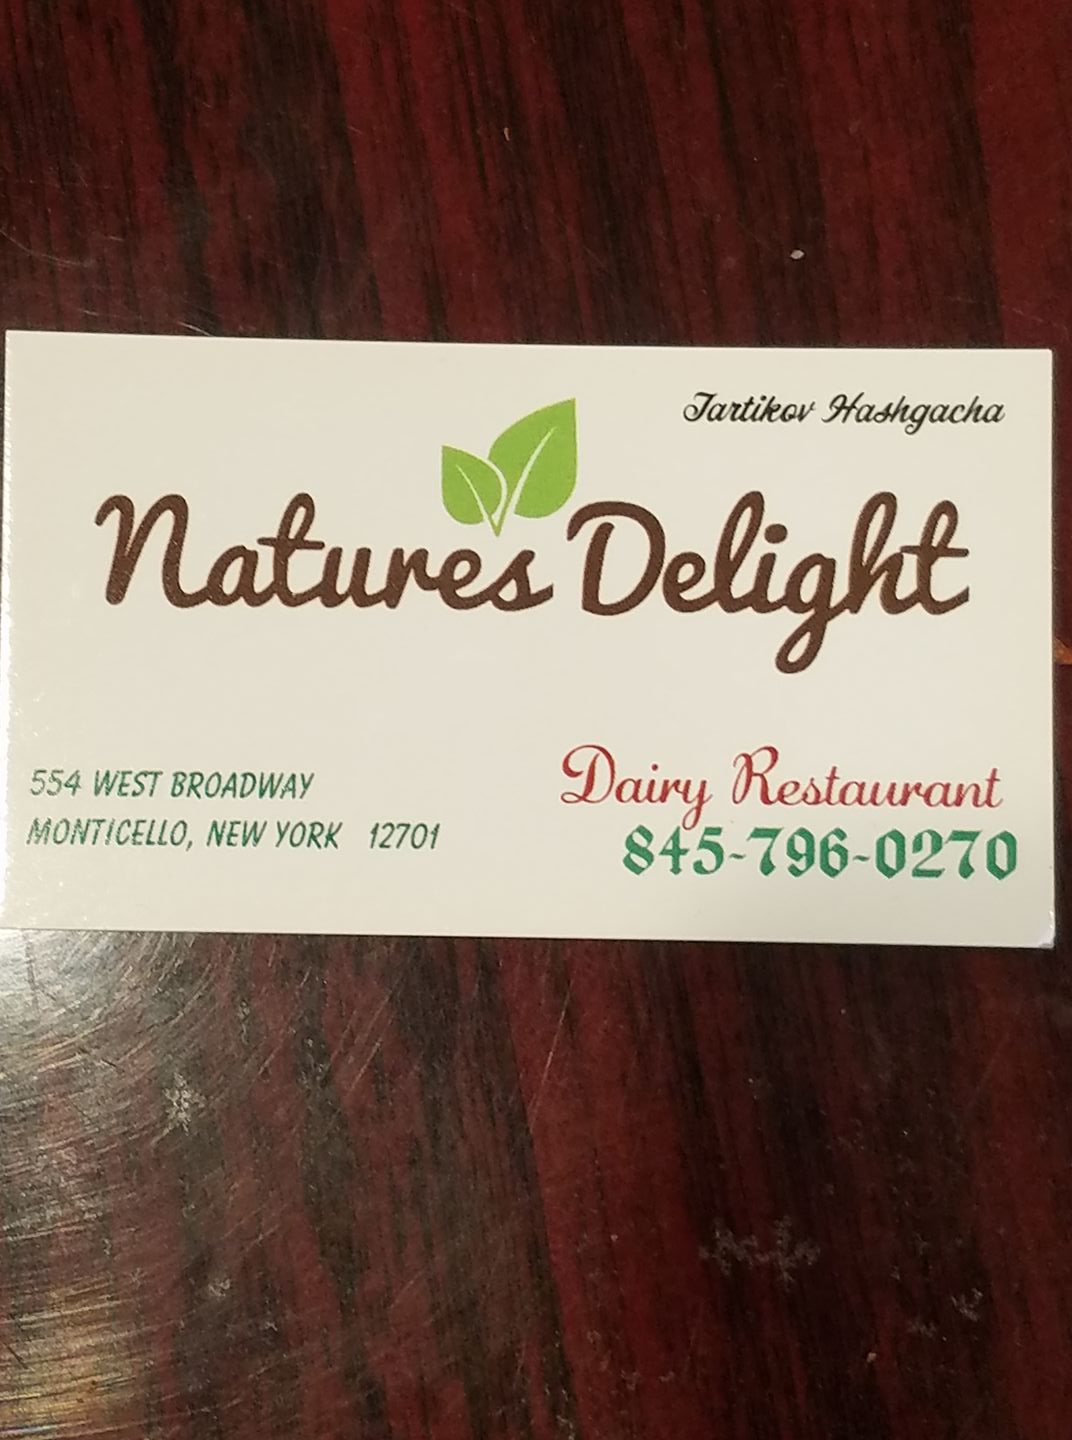 Tartikov Hashgacha
Natures Delight
554 WEST BROADWAY
MONTICELLO, NEW YORK 12701
Dairy Restaurant
845-796-0270